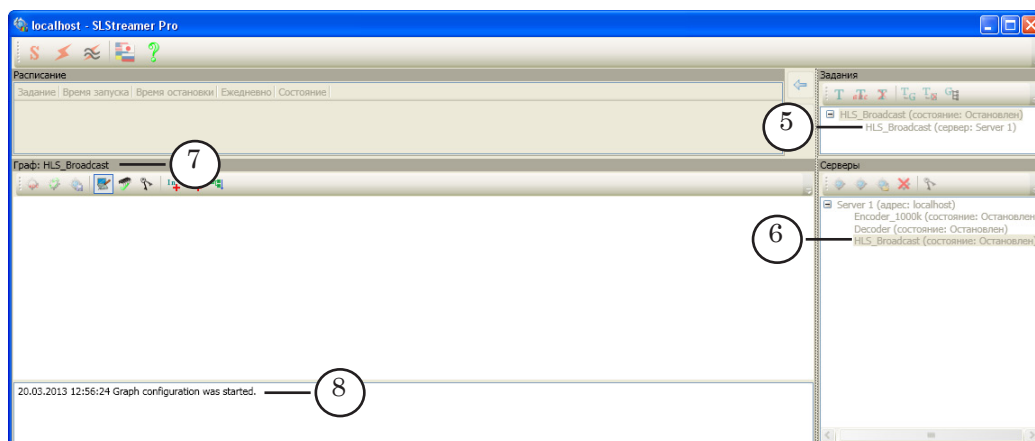 localhost - SLStreamer Pro
Расписание
Задание Время запуска Время остановки Ежедневно Состояние
Задания
HLS_Broadcast (состояние: Остановлен)
HLS_Broadcast (сервер: Server 1)
5
Граф: HLS_Broadcast
7
Серверы
Server 1 (адрес: localhost)
Encoder_1000k (состояние: Остановлен
Decoder (состояние: Остановлен)
HLS_Broadcast (состояние: Остановлен)
6
20.03.2013 12:56:24 Graph configuration was started.
8